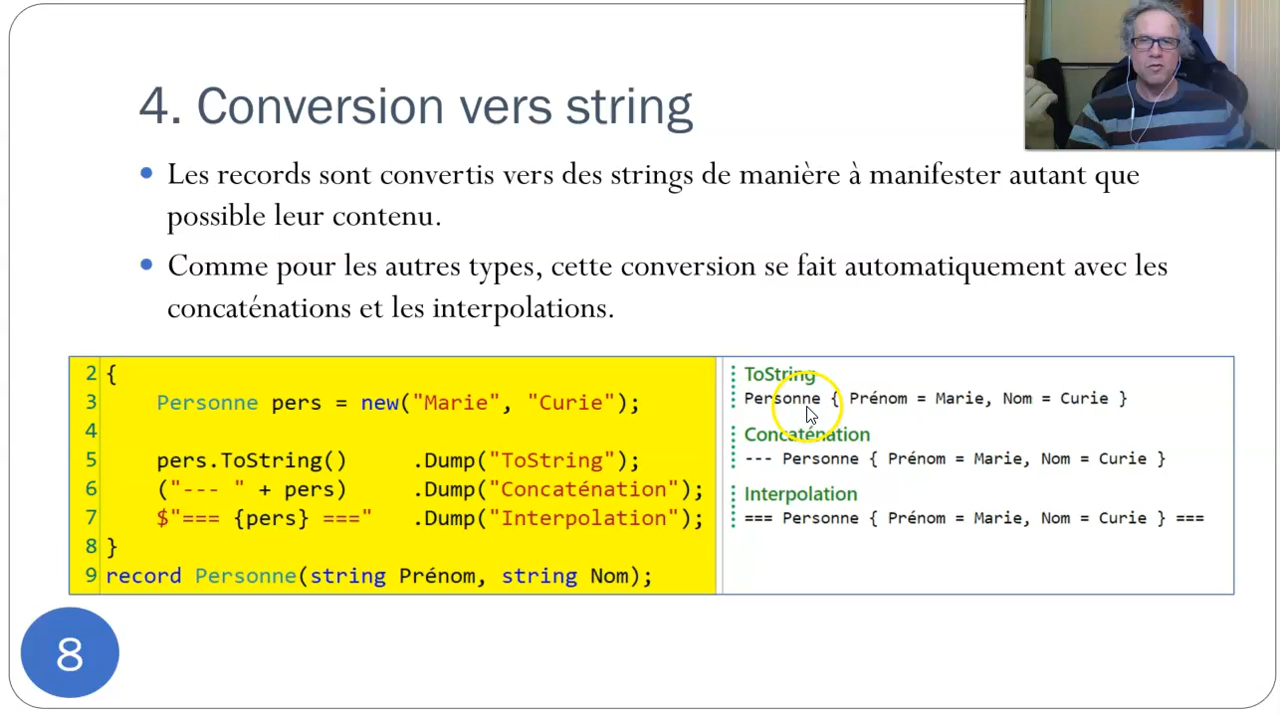 4. Conversion vers string
• Les records sont convertis vers des strings de manière à manifester autant que
possible leur contenu.
• Comme pour les autres types, cette conversion se fait automatiquement avec les
concaténations et les interpolations.
2 {
3     Personne pers = new("Marie", "Curie");
4
5     pers.ToString()     .Dump("ToString");
6     ("--- " + pers)     .Dump("Concaténation");
7     $"=== {pers} ==="   .Dump("Interpolation");
8 }
9 record Personne(string Prénom, string Nom);
ToString
Personne { Prénom = Marie, Nom = Curie }
Concaténation
--- Personne { Prénom = Marie, Nom = Curie }
Interpolation
=== Personne { Prénom = Marie, Nom = Curie } ===
8